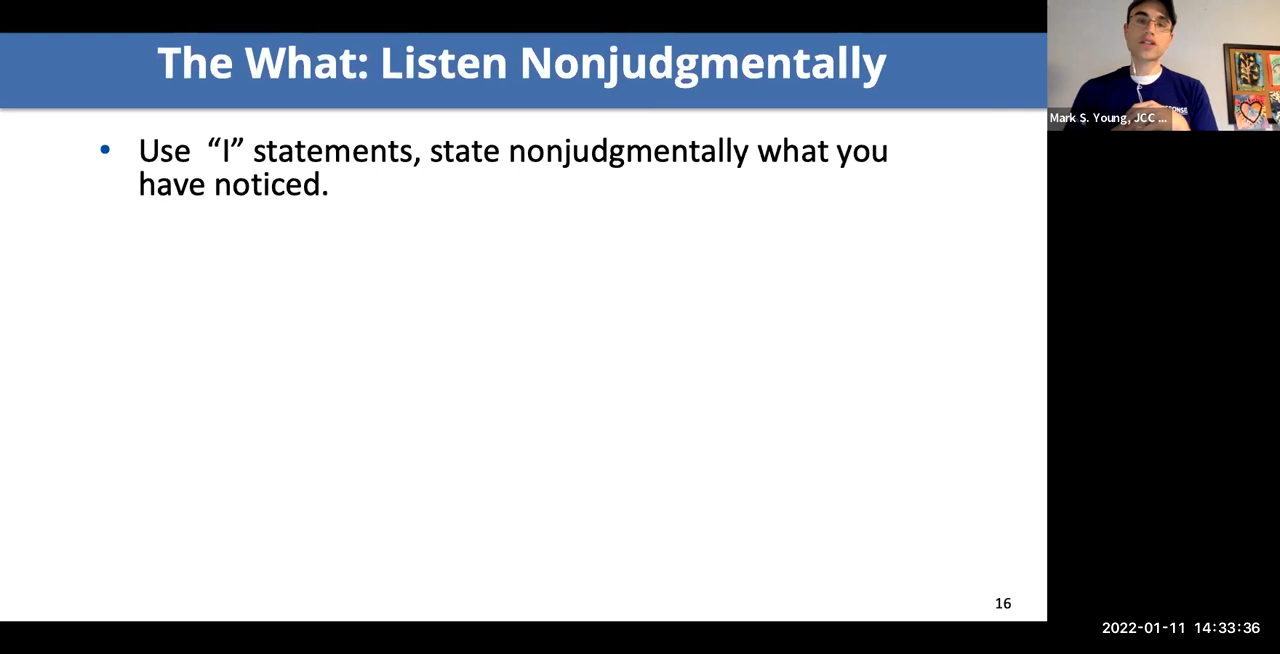 The What: Listen Nonjudgmentally
Mark S. Young, JCC ...
• Use “I” statements, state nonjudgmentally what you
have noticed.
16
2022-01-11 14:33:36